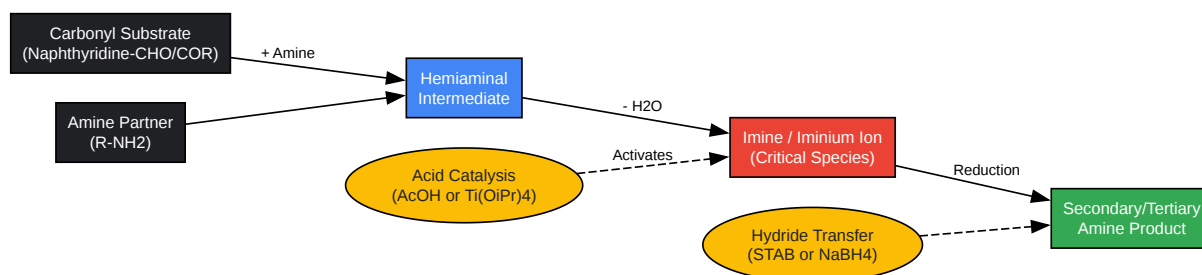 Carbonyl Substrate
(Naphthyridine-CHO/COR)
+ Amine
Amine Partner
(R-NH2)
Hemiaminal
Intermediate
- H2O
Acid Catalysis
(AcOH or Ti(OiPr)4)
Activates
Imine / Iminium Ion
(Critical Species)
Reduction
Hydride Transfer
(STAB or NaBH4)
Secondary/Tertiary
Amine Product